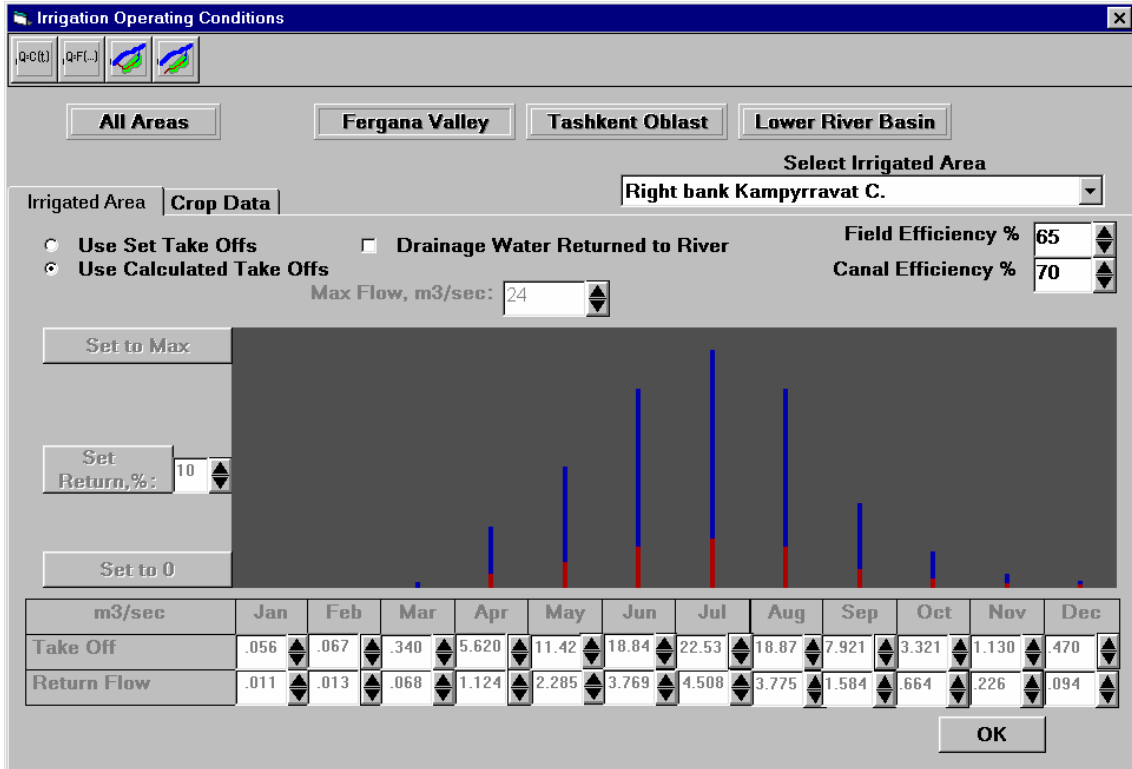 Irrigation Operating Conditions
Q=C(t) Q=F(...)
All Areas Fergana Valley Tashkent Oblast Lower River Basin
Select Irrigated Area
Right bank Kampyrravat C.
Irrigated Area Crop Data
Use Set Take Offs Drainage Water Returned to River Field Efficiency % 65
Use Calculated Take Offs Canal Efficiency % 70
Max Flow, m3/sec: 24
Set to Max
Set
Return,%: 10
Set to 0
m3/sec Jan Feb Mar Apr May Jun Jul Aug Sep Oct Nov Dec
Take Off .056 .067 .340 5.620 11.42 18.84 22.53 18.87 7.921 3.321 1.130 .470
Return Flow .011 .013 .068 1.124 2.285 3.769 4.508 3.775 1.584 .664 .226 .094
OK